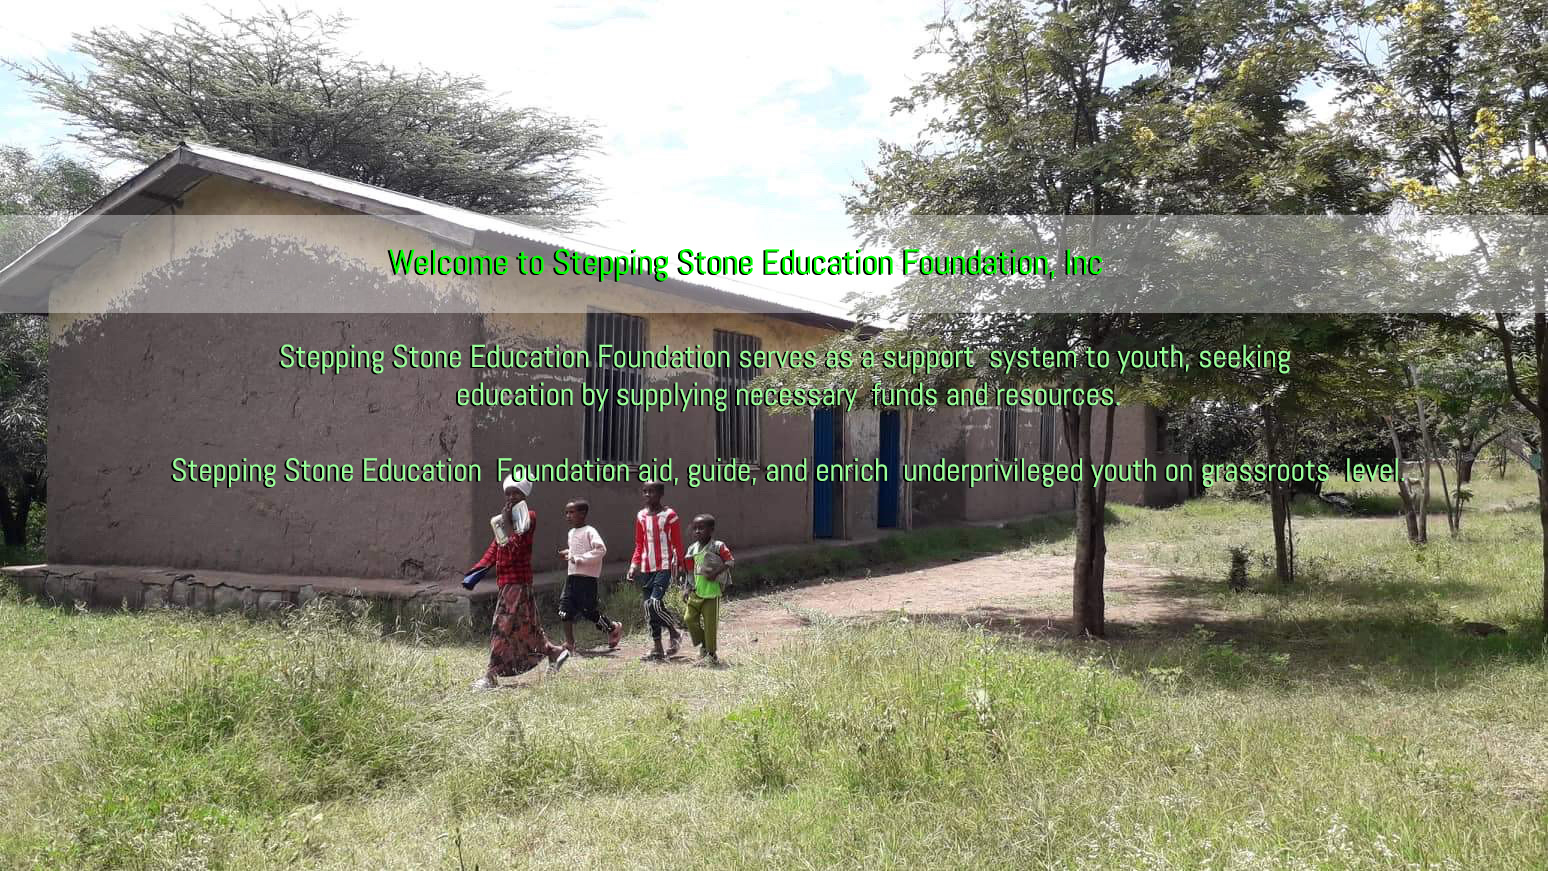 Welcome to Stepping Stone Education Foundation, Inc
Stepping Stone Education Foundation serves as a support system to youth, seeking
education by supplying necessary funds and resources.
Stepping Stone Education Foundation aid, guide, and enrich underprivileged youth on grassroots level.